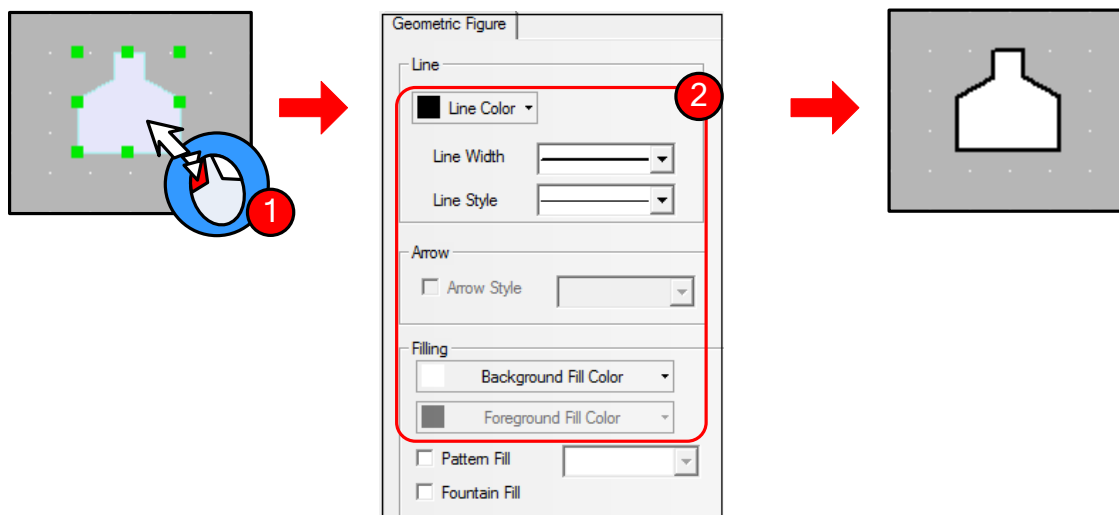 Geometric Figure
Line
2
Line Color
Line Width
Line Style
1
Arrow
Arrow Style
Filling
Background Fill Color
Foreground Fill Color
Pattern Fill
Fountain Fill